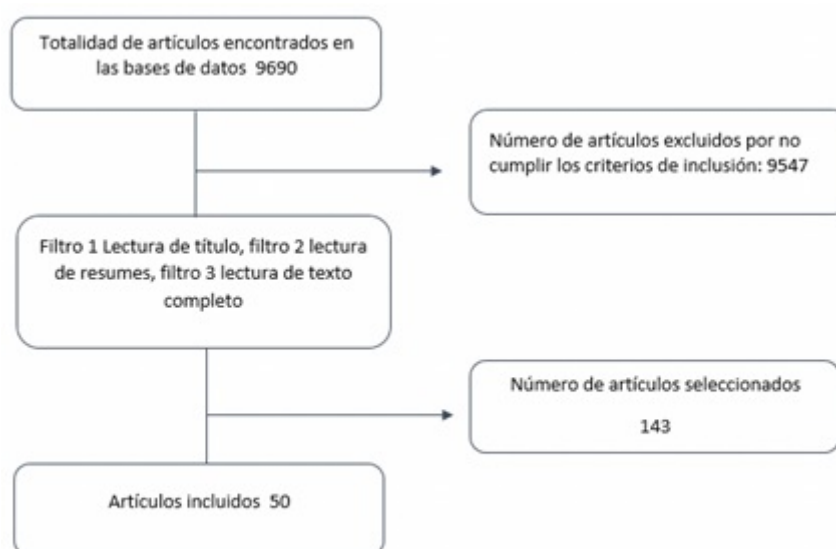 Totalidad de artículos encontrados en
las bases de datos 9690
Número de artículos excluidos por no
cumplir los criterios de inclusión: 9547
Filtro 1 Lectura de título, filtro 2 lectura
de resumes, filtro 3 lectura de texto
completo
Número de artículos seleccionados
143
Artículos incluidos 50